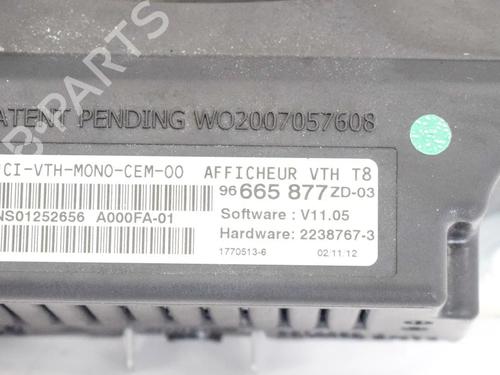 PATENT PENDING WO2007057608
CI-VTH-MONO-CEM-00 AFFICHEUR VTH T8
96 665 877 ZD-03
NS01252656 A000FA-01
Software : V11.05
Hardware: 2238767-3
1770513-6 02/11/12
B-PARTS